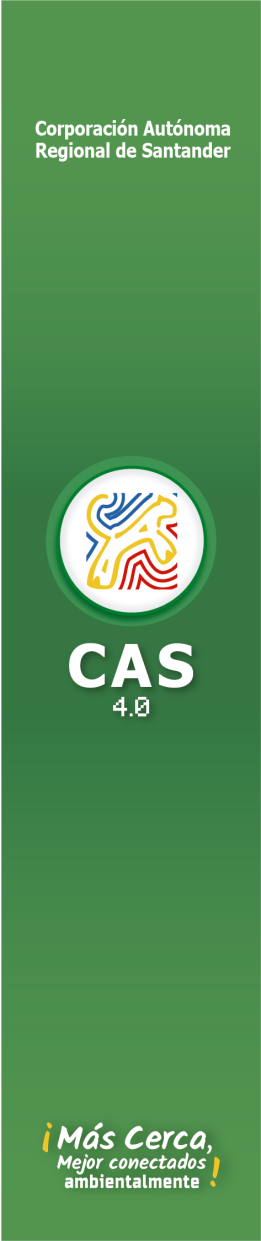 Corporación Autónoma
Regional de Santander
CAS
4.0
¡Más Cerca,
Mejor conectados
ambientalmente!